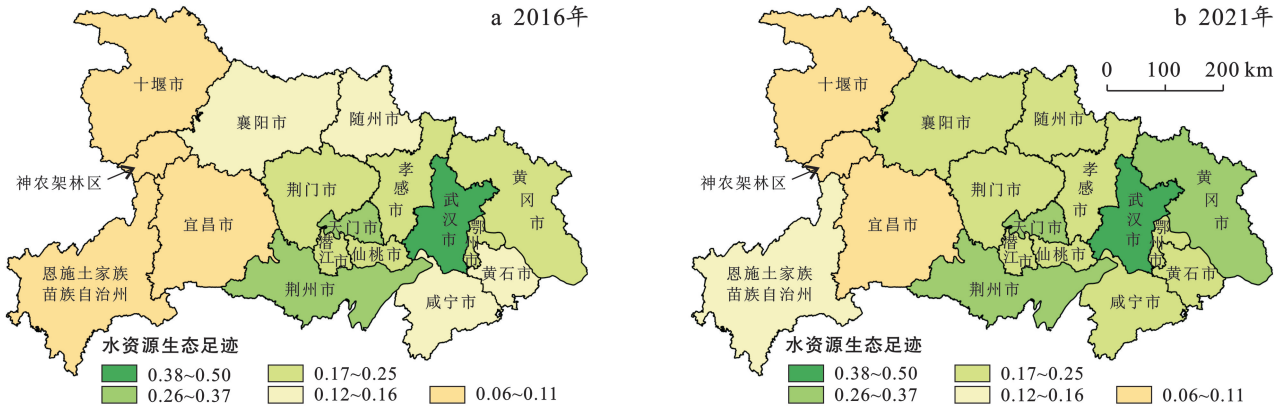 a 2016年
十堰市
襄阳市
随州市
神农架林区
宜昌市
荆门市
孝感市
武汉市
黄冈市
天门市
潜江市
仙桃市
鄂州市
黄石市
恩施土家族
苗族自治州
荆州市
咸宁市
水资源生态足迹
0.38~0.50
0.17~0.25
0.26~0.37
0.12~0.16
0.06~0.11
b 2021年
0 100 200 km
十堰市
襄阳市
随州市
神农架林区
宜昌市
荆门市
孝感市
武汉市
黄冈市
天门市
潜江市
仙桃市
鄂州市
黄石市
恩施土家族
苗族自治州
荆州市
咸宁市
水资源生态足迹
0.38~0.50
0.17~0.25
0.26~0.37
0.12~0.16
0.06~0.11